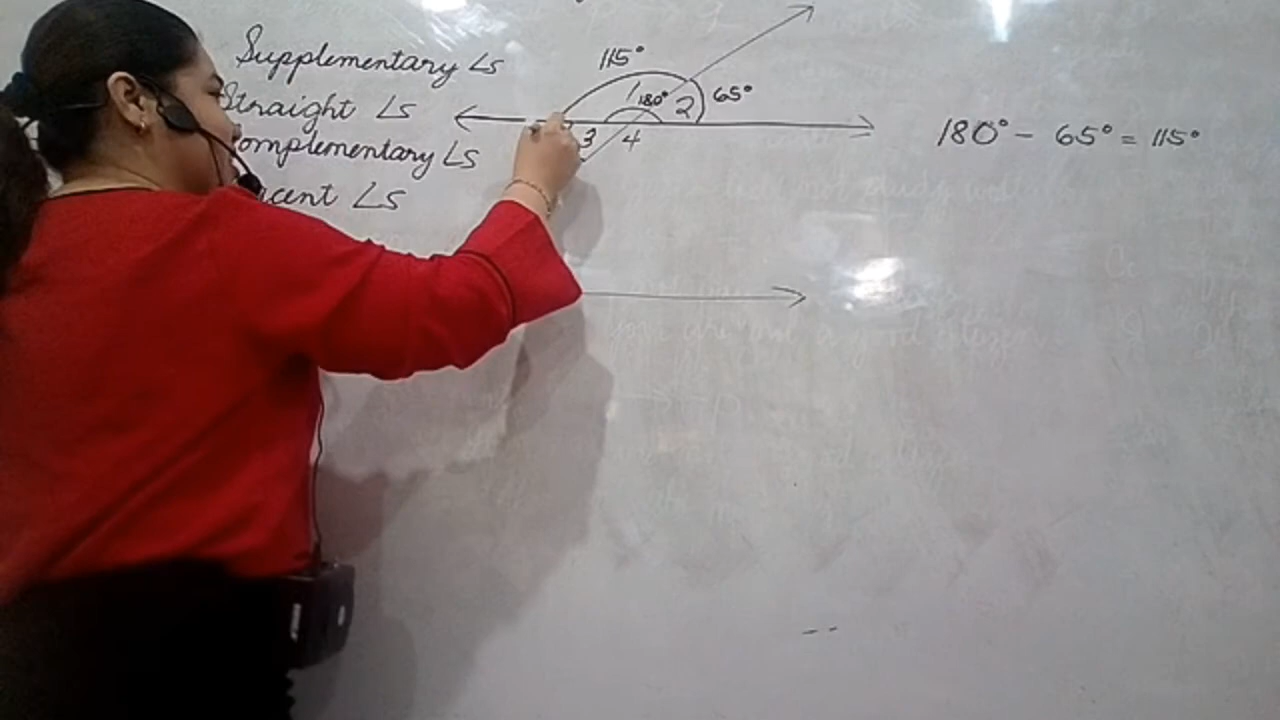 Supplementary ∠s
Straight ∠s
omplementary ∠s
cent ∠s
115°
1
180°
2
65°
3
4
180° - 65° = 115°